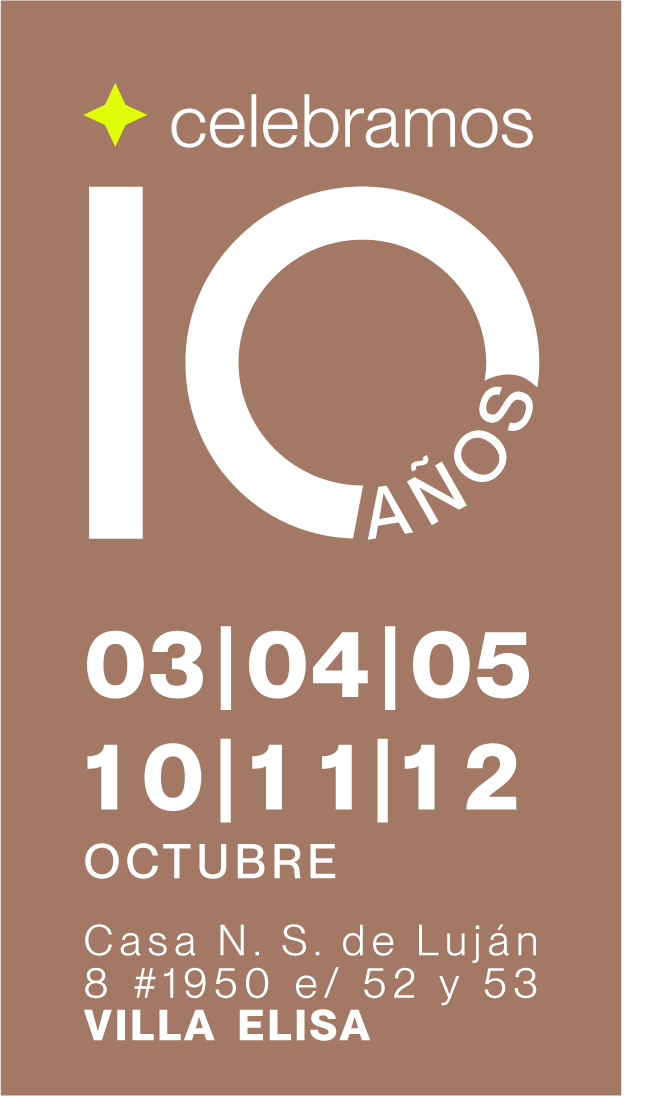 celebramos
10
AÑOS
03|04|05
10|11|12
OCTUBRE
Casa N. S. de Luján
8 #1950 e/ 52 y 53
VILLA ELISA